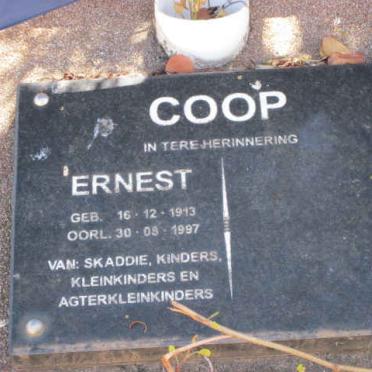 COOP
IN TERE HERINNERING
ERNEST
GEB. 16 · 12 · 1913
OORL. 30 · 08 · 1997
VAN: SKADDIE, KINDERS,
KLEINKINDERS EN
AGTERKLEINKINDERS